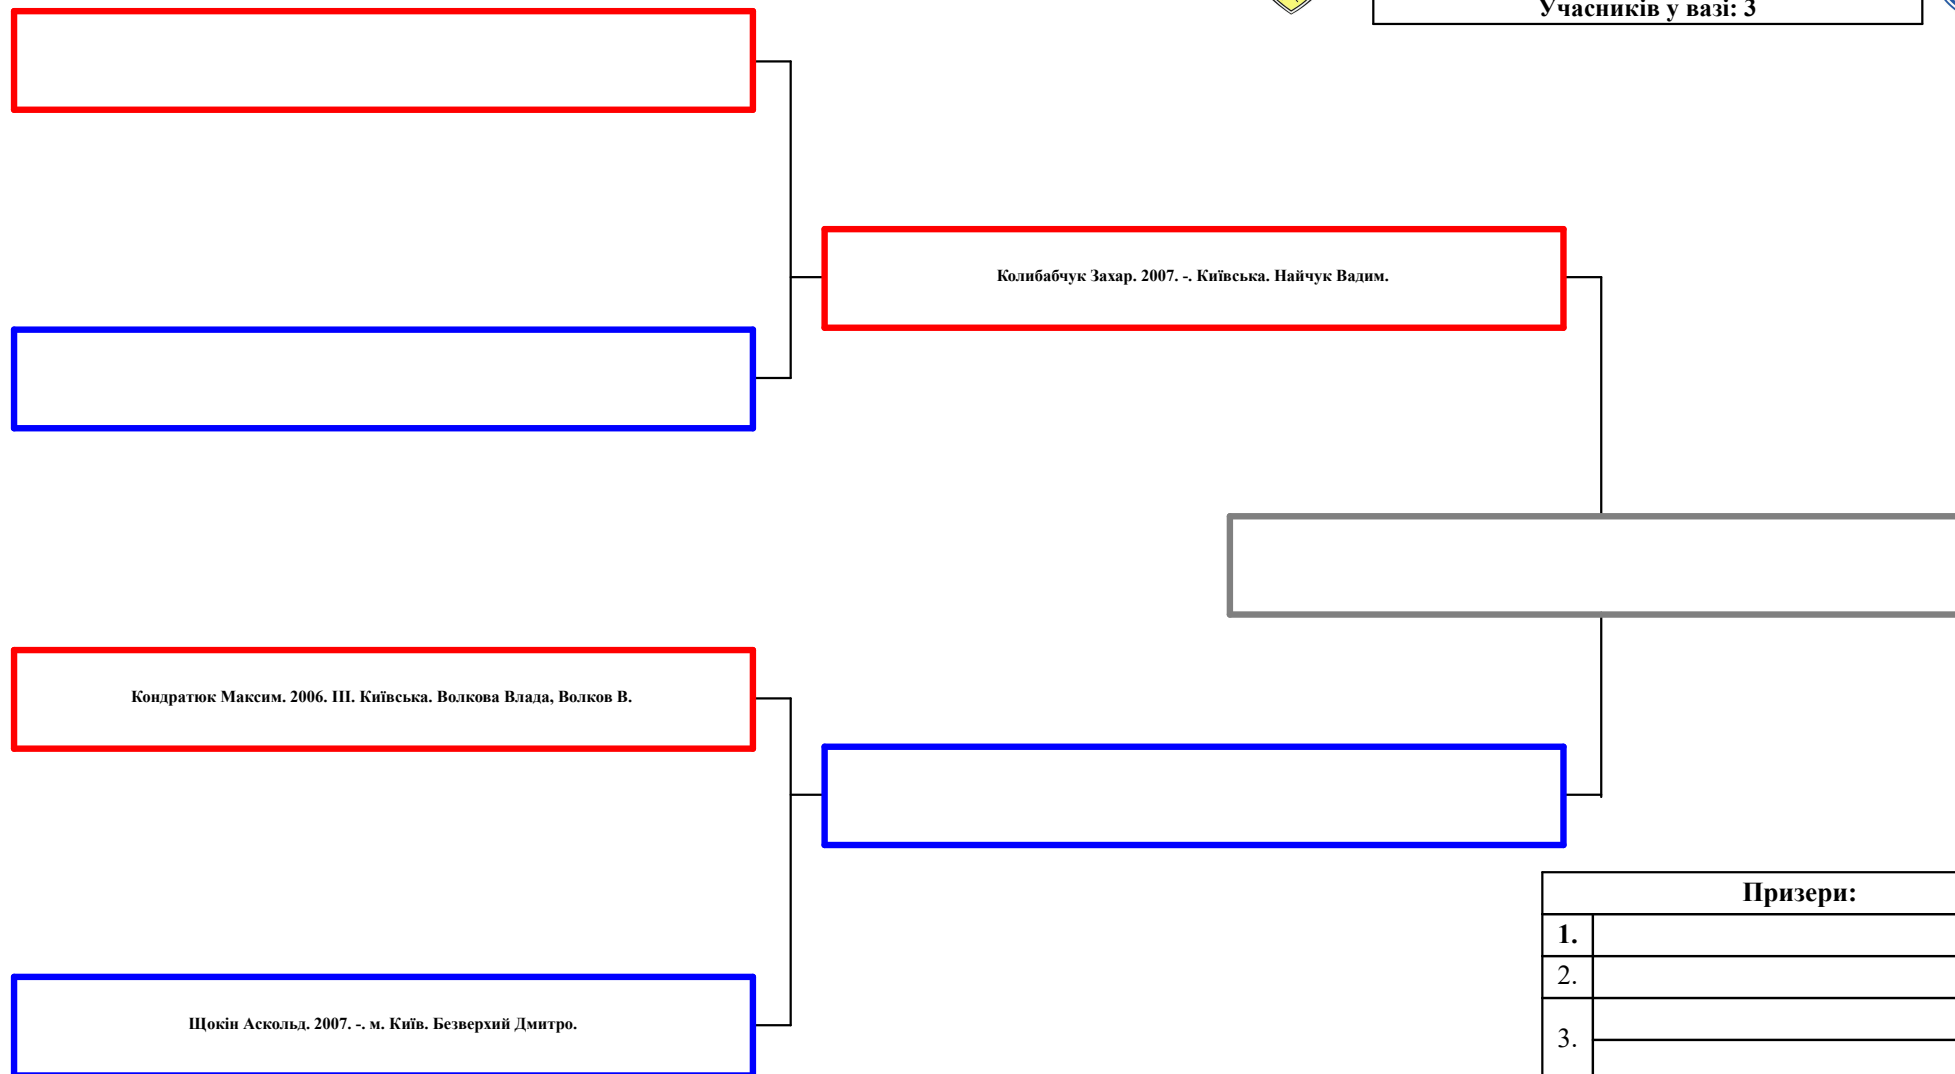 Учасників у вазі: 3
Колибабчук Захар. 2007. -. Київська. Найчук Вадим.
Кондратюк Максим. 2006. III. Київська. Волкова Влада, Волков В.
Щокін Аскольд. 2007. -. м. Київ. Безверхий Дмитро.
Призери:
1.
2.
3.